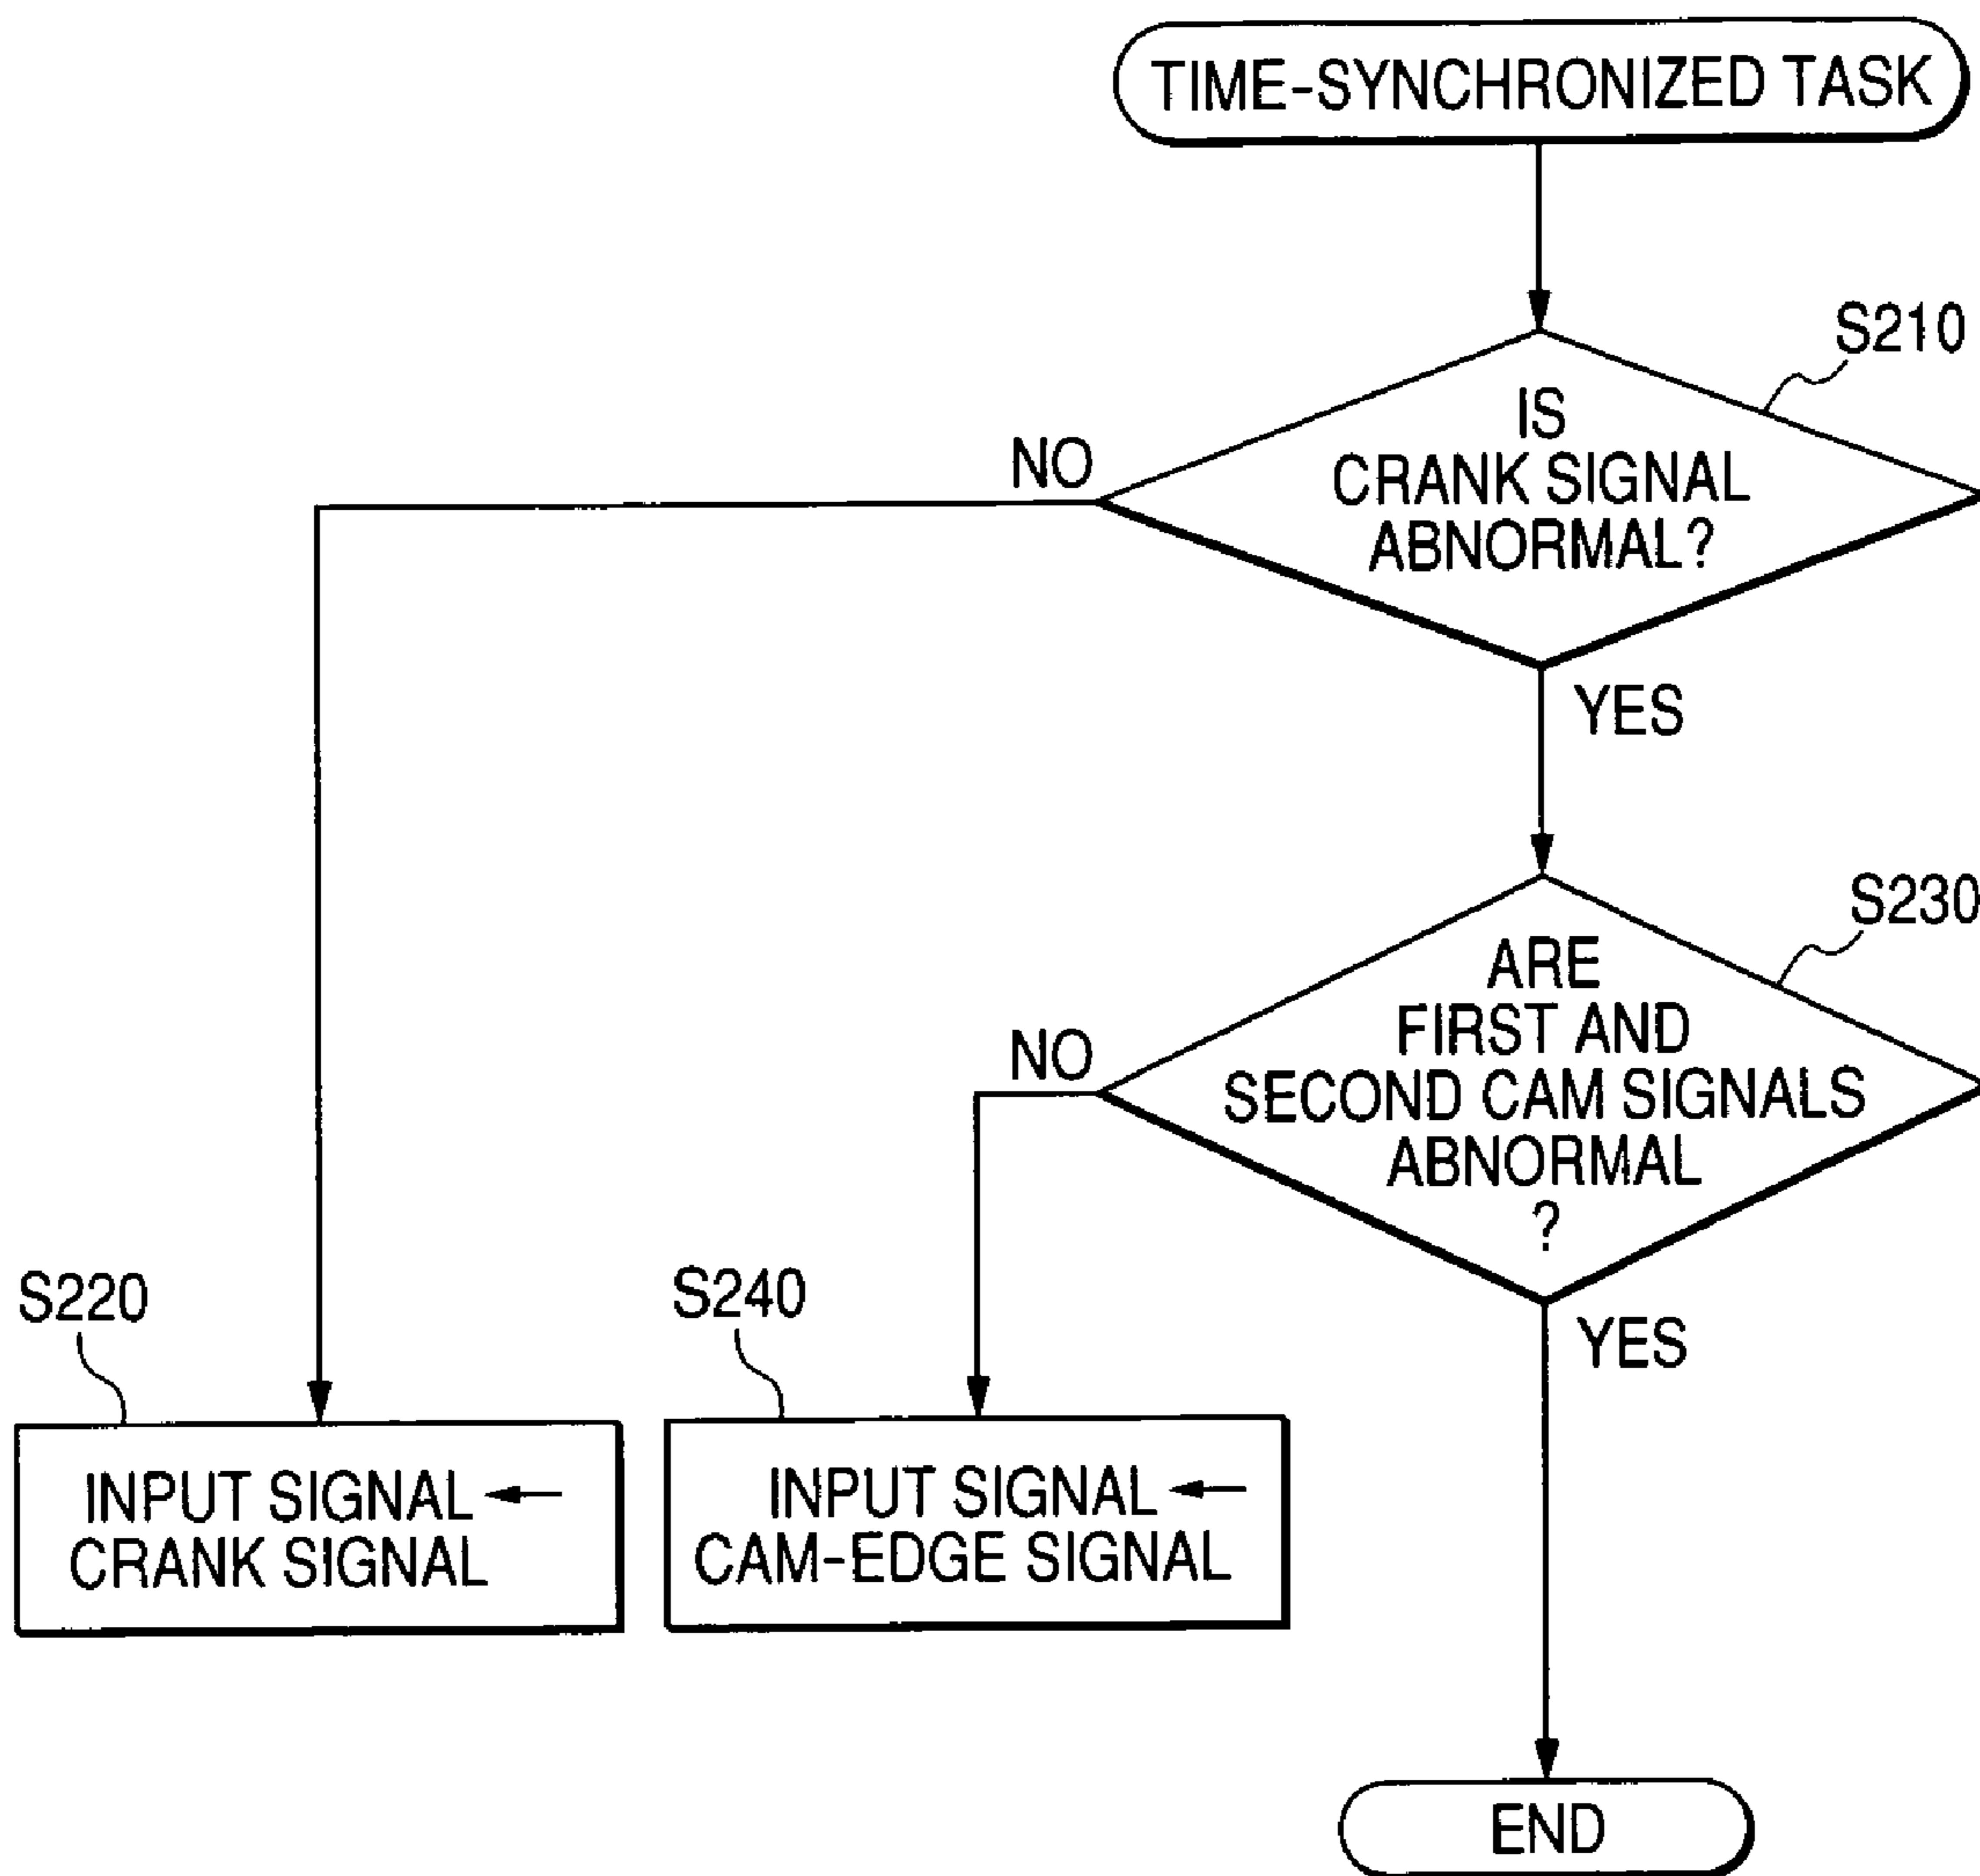 TIME-SYNCHRONIZED TASK
S210
IS
CRANK SIGNAL
ABNORMAL?
NO
YES
S230
ARE
FIRST AND
SECOND CAM SIGNALS
ABNORMAL
?
NO
YES
S220
INPUT SIGNAL ←
CRANK SIGNAL
S240
INPUT SIGNAL ←
CAM-EDGE SIGNAL
END